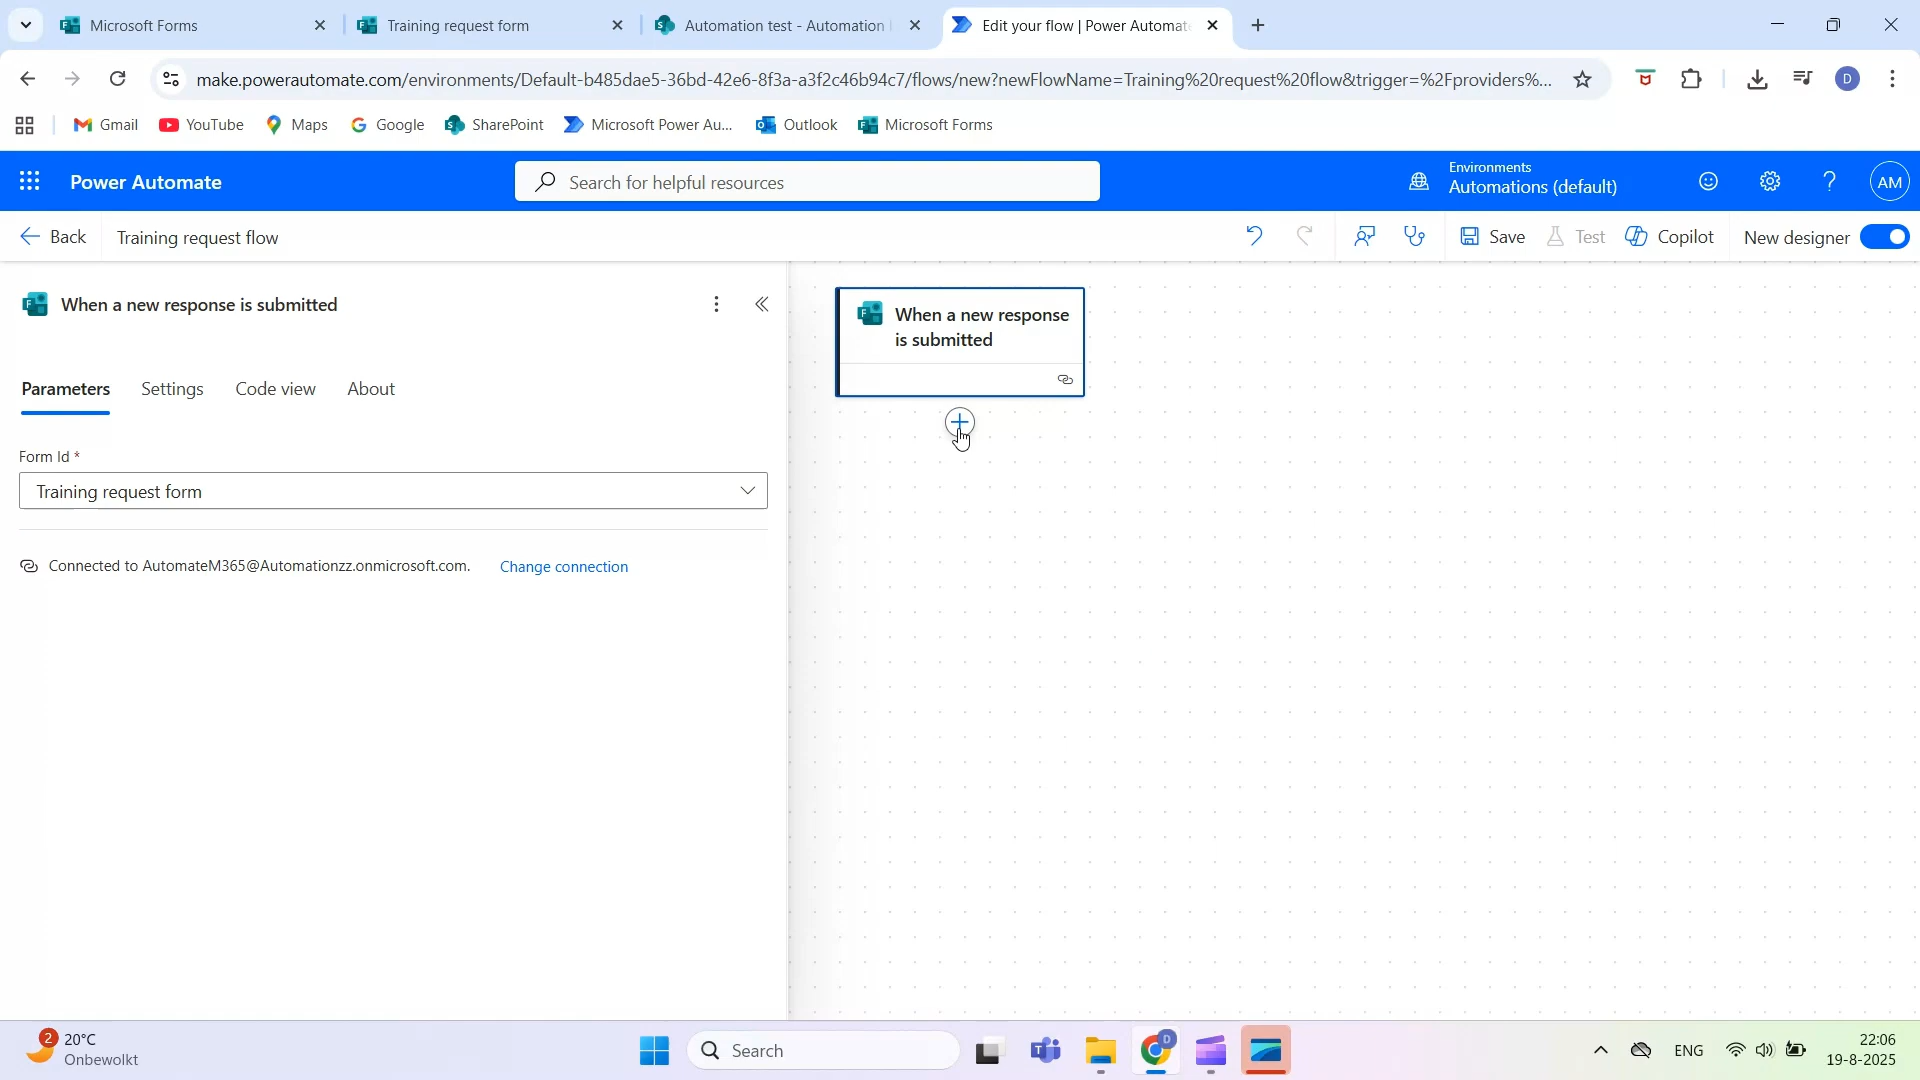 Microsoft Forms
Training request form
Automation test - Automation
Edit your flow | Power Automate
make.powerautomate.com/environments/Default-b485dae5-36bd-42e6-8f3a-a3f2c46b94c7/flows/new?newFlowName=Training%20request%20flow&trigger=%2Fproviders%...
D
Gmail
YouTube
Maps
Google
SharePoint
Microsoft Power Au...
Outlook
Microsoft Forms
Power Automate
Search for helpful resources
Environments
Automations (default)
AM
Back
Training request flow
Save
Test
Copilot
New designer
When a new response is submitted
When a new response
is submitted
Parameters
Settings
Code view
About
Form Id *
Training request form
Connected to AutomateM365@Automationzz.onmicrosoft.com.
Change connection
2
20°C
Onbewolkt
Search
D
ENG
22:06
19-8-2025